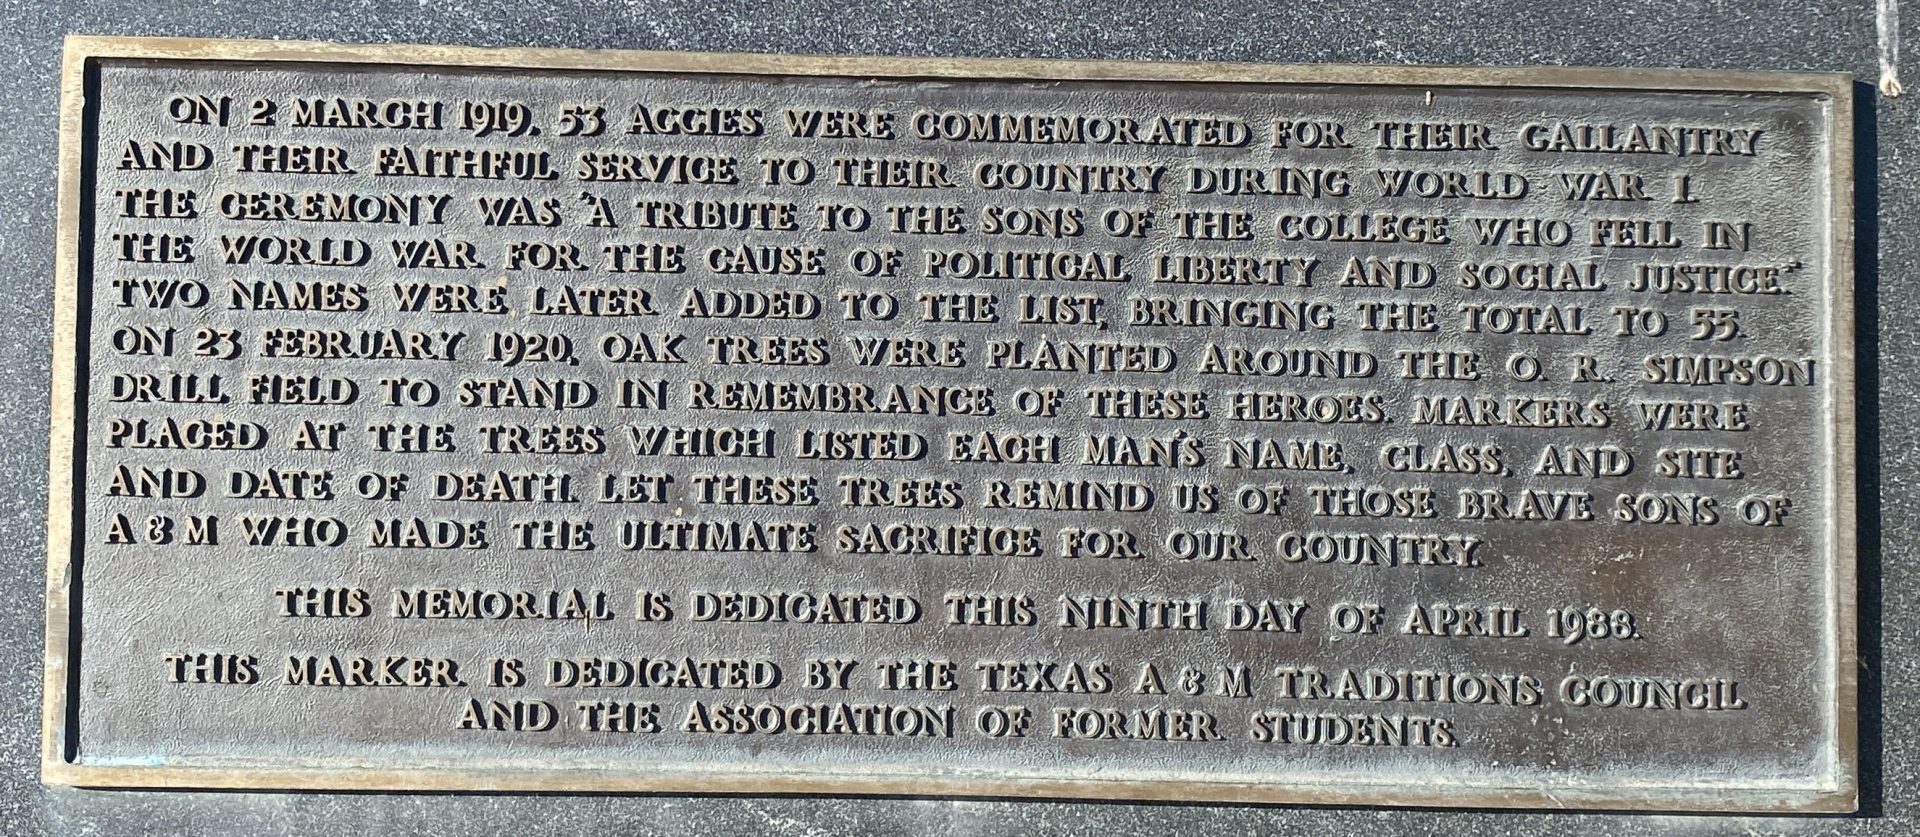 ON 2 MARCH 1919, 53 AGGIES WERE COMMEMORATED FOR THEIR GALLANTRY
AND THEIR FAITHFUL SERVICE TO THEIR COUNTRY DURING WORLD WAR I.
THE CEREMONY WAS "A TRIBUTE TO THE SONS OF THE COLLEGE WHO FELL IN
THE WORLD WAR FOR THE CAUSE OF POLITICAL LIBERTY AND SOCIAL JUSTICE."
TWO NAMES WERE LATER ADDED TO THE LIST, BRINGING THE TOTAL TO 55.
ON 23 FEBRUARY 1920, OAK TREES WERE PLANTED AROUND THE O. R. SIMPSON
DRILL FIELD TO STAND IN REMEMBRANCE OF THESE HEROES. MARKERS WERE
PLACED AT THE TREES WHICH LISTED EACH MAN'S NAME, CLASS, AND SITE
AND DATE OF DEATH. LET THESE TREES REMIND US OF THOSE BRAVE SONS OF
A & M WHO MADE THE ULTIMATE SACRIFICE FOR OUR COUNTRY.
THIS MEMORIAL IS DEDICATED THIS NINTH DAY OF APRIL 1988.
THIS MARKER IS DEDICATED BY THE TEXAS A & M TRADITIONS COUNCIL
AND THE ASSOCIATION OF FORMER STUDENTS.